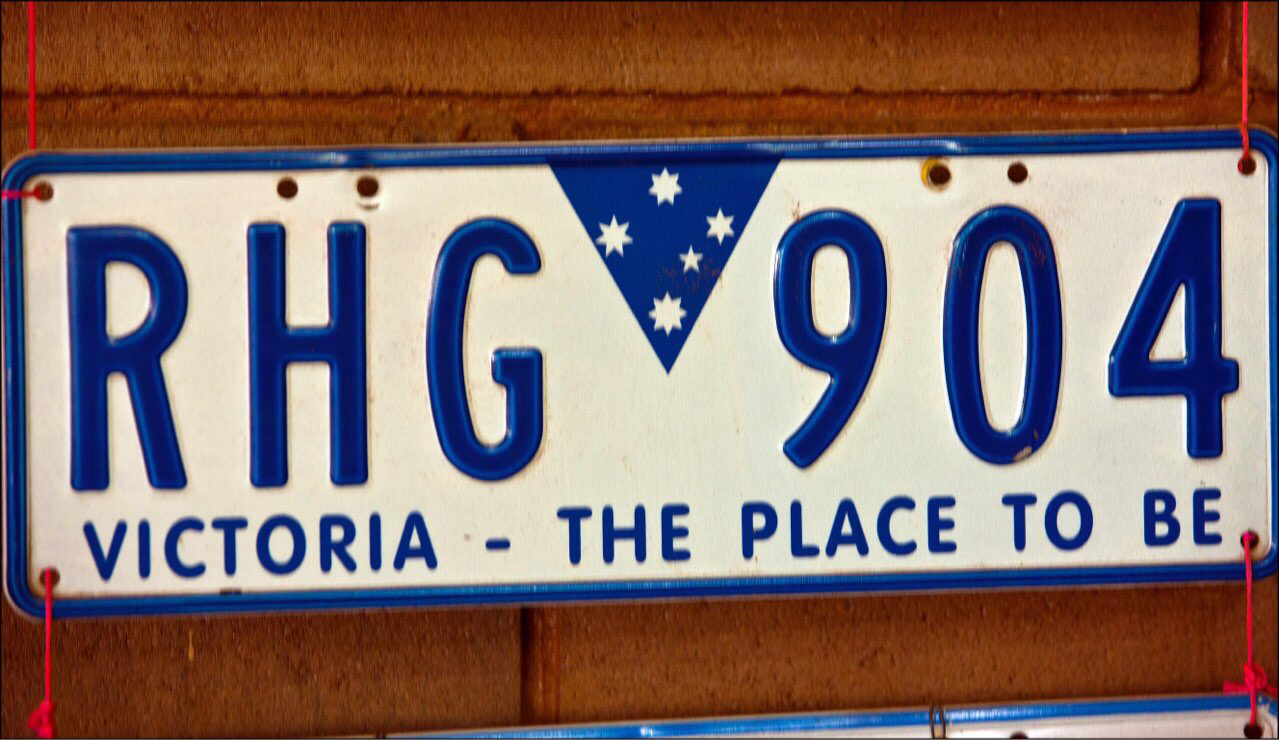 RHG 904
VICTORIA - THE PLACE TO BE